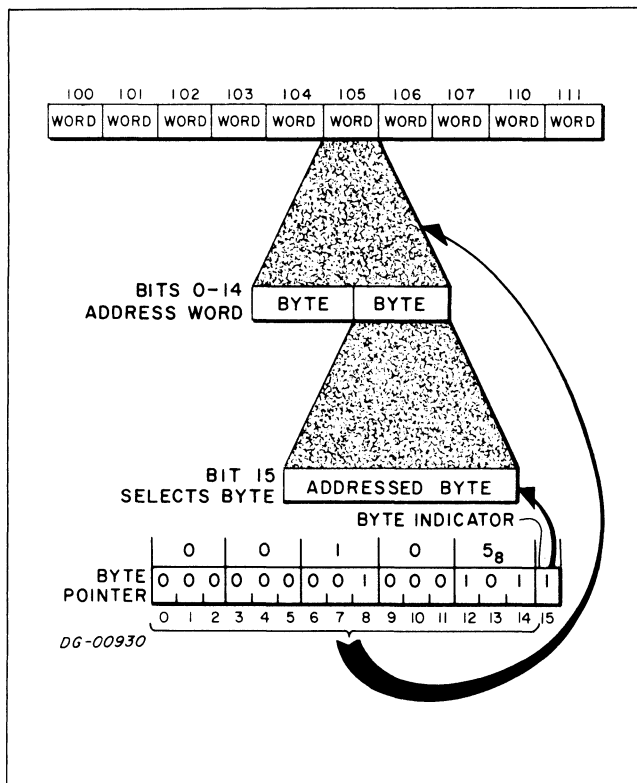 100 101 102 103 104 105 106 107 110 111
WORD WORD WORD WORD WORD WORD WORD WORD WORD WORD
BITS 0-14
ADDRESS WORD
BYTE BYTE
BIT 15
SELECTS BYTE
ADDRESSED BYTE
BYTE INDICATOR
0 0 1 0 5₈
BYTE
POINTER
0 0 0 0 0 0 0 0 1 0 0 0 1 0 1 1
0 1 2 3 4 5 6 7 8 9 10 11 12 13 14 15
DG-00930